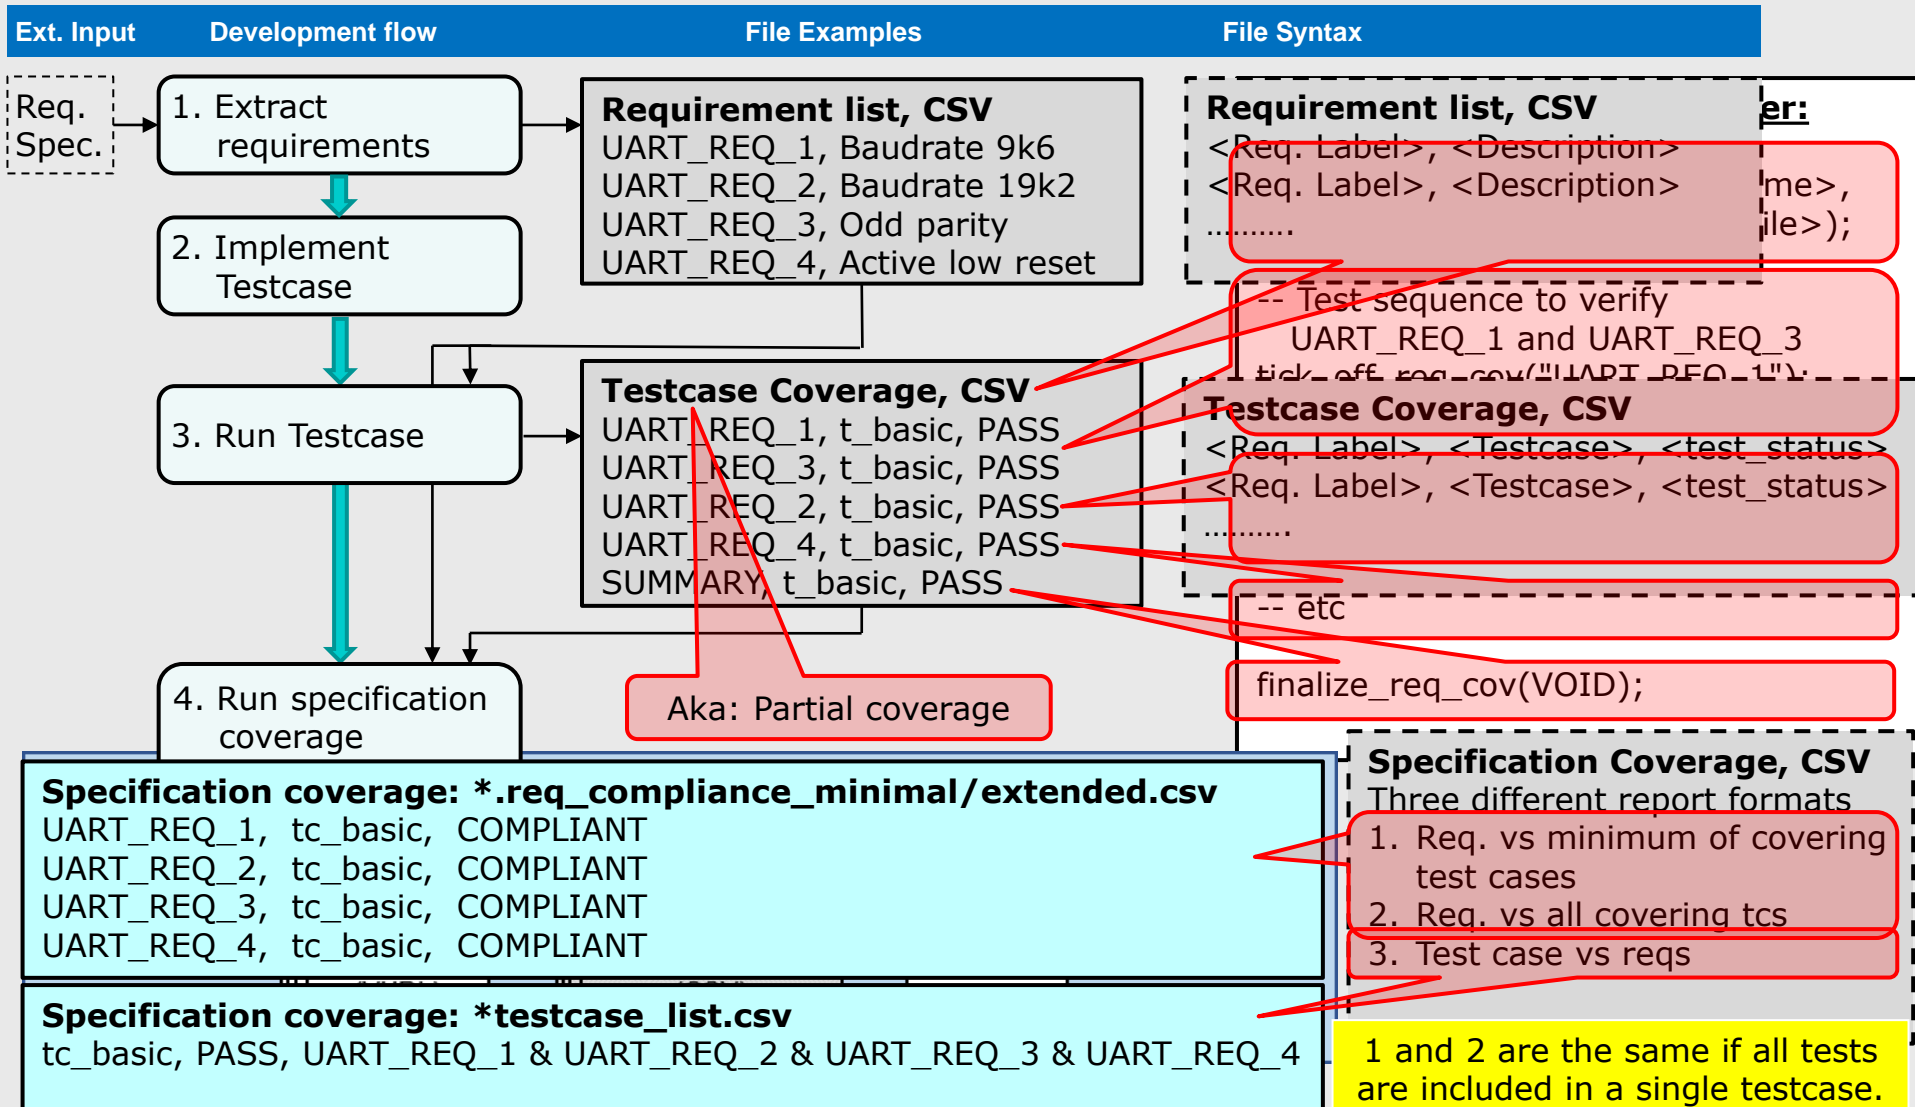 Ext. Input Development flow File Examples File Syntax
Req.
Spec.
1. Extract
requirements
2. Implement
Testcase
3. Run Testcase
4. Run specification
coverage
Requirement list, CSV
UART_REQ_1, Baudrate 9k6
UART_REQ_2, Baudrate 19k2
UART_REQ_3, Odd parity
UART_REQ_4, Active low reset
Testcase Coverage, CSV
UART_REQ_1, t_basic, PASS
UART_REQ_3, t_basic, PASS
UART_REQ_2, t_basic, PASS
UART_REQ_4, t_basic, PASS
SUMMARY, t_basic, PASS
Aka: Partial coverage
Requirement list, CSV
<Req. Label>, <Description>
<Req. Label>, <Description>
..........
er:
me>,
ile>);
-- Test sequence to verify
UART_REQ_1 and UART_REQ_3
tick_off_req_cov("UART_REQ_1");
Testcase Coverage, CSV
<Req. Label>, <Testcase>, <test_status>
<Req. Label>, <Testcase>, <test_status>
..........
-- etc
finalize_req_cov(VOID);
Specification Coverage, CSV
Three different report formats
1. Req. vs minimum of covering
test cases
2. Req. vs all covering tcs
3. Test case vs reqs
Specification coverage: *.req_compliance_minimal/extended.csv
UART_REQ_1, tc_basic, COMPLIANT
UART_REQ_2, tc_basic, COMPLIANT
UART_REQ_3, tc_basic, COMPLIANT
UART_REQ_4, tc_basic, COMPLIANT
Specification coverage: *testcase_list.csv
tc_basic, PASS, UART_REQ_1 & UART_REQ_2 & UART_REQ_3 & UART_REQ_4
1 and 2 are the same if all tests
are included in a single testcase.